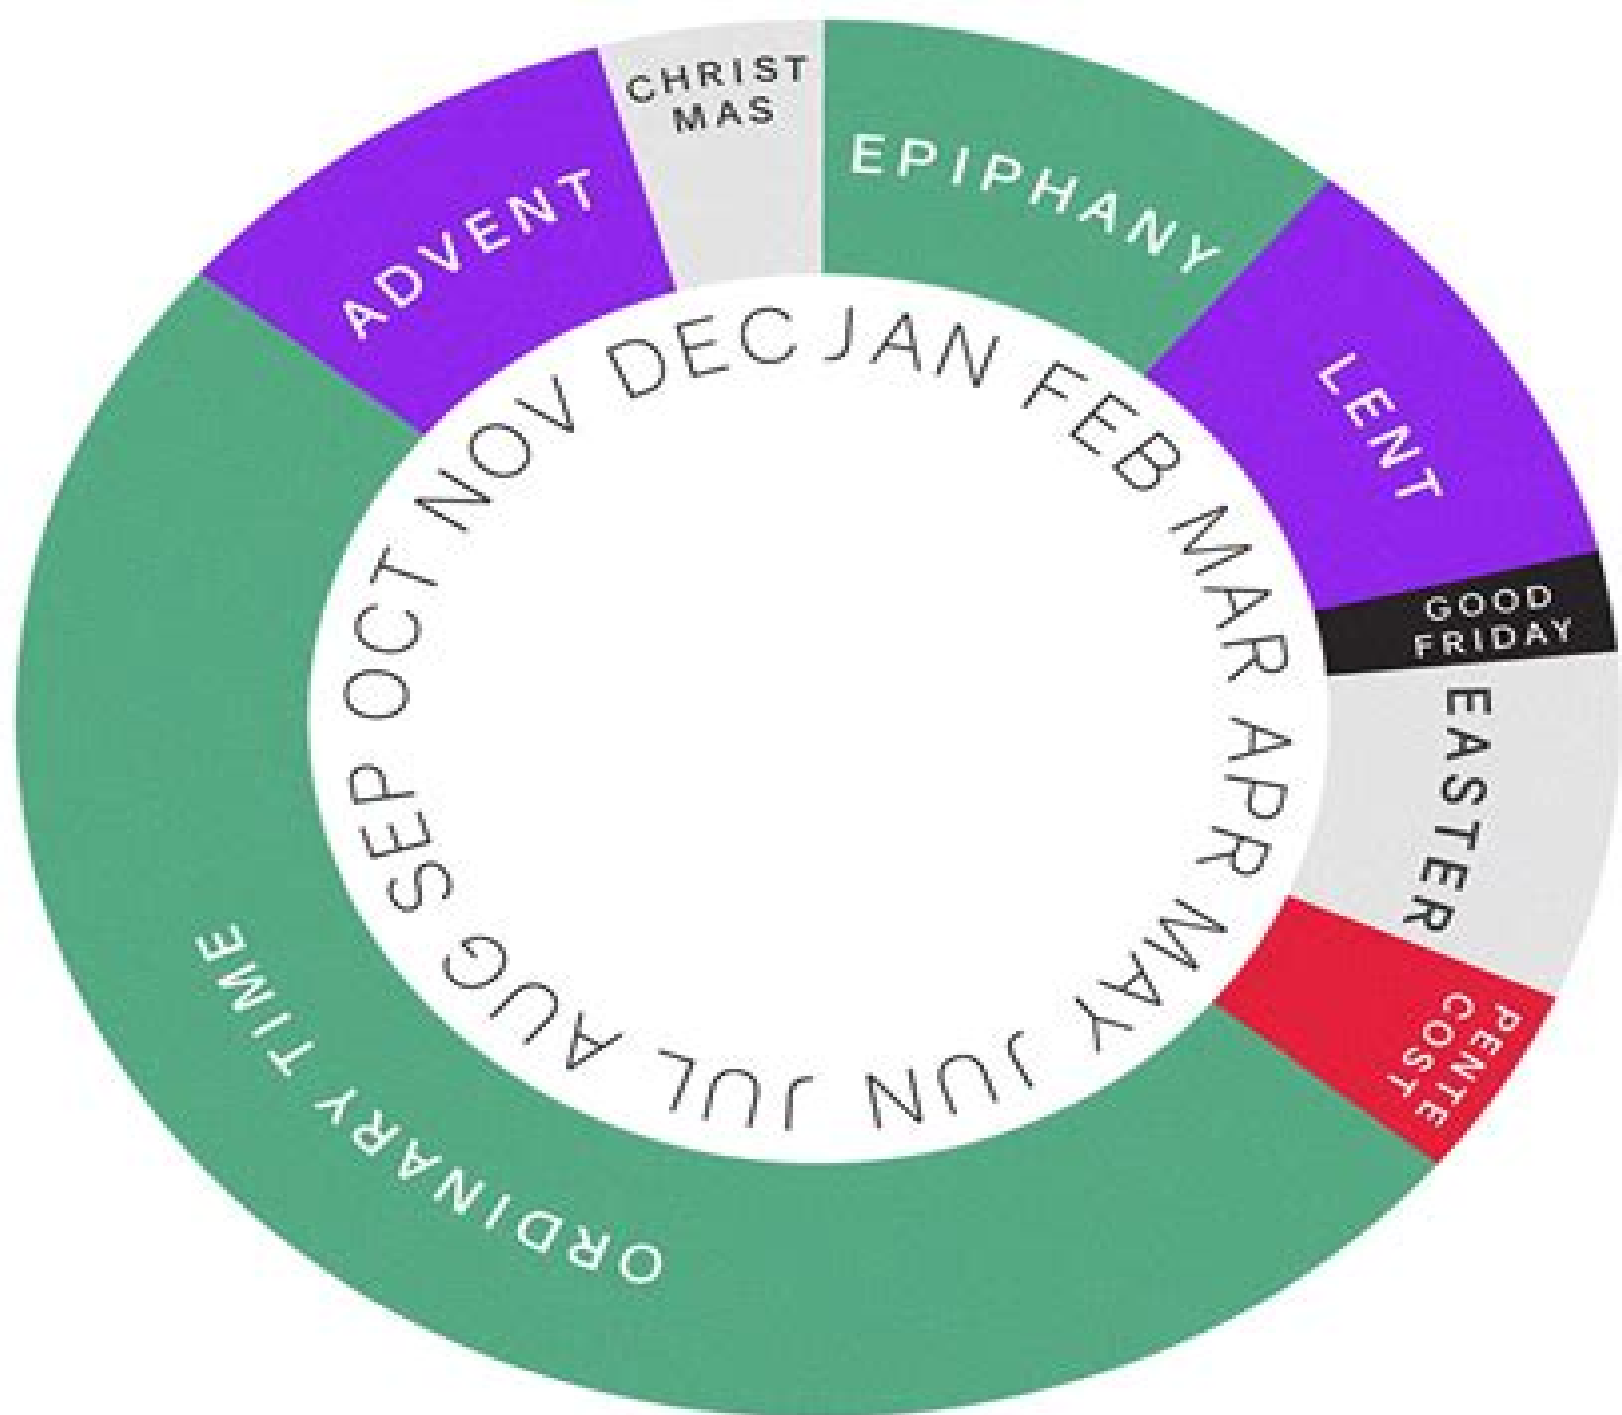 CHRIST
MAS
EPIPHANY
LENT
GOOD
FRIDAY
EASTER
PENTE
COST
ORDINARY TIME
ADVENT
JAN FEB MAR APR MAY JUN JUL AUG SEP OCT NOV DEC